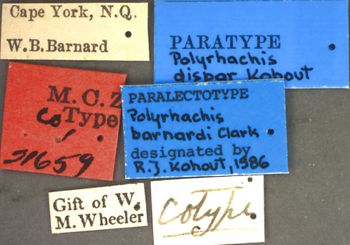 Cape York, N.Q.
W.B.Barnard
PARATYPE
Polyrhachis
dispar Kohout
M.C.Z
Co!
Type
31659
PARALECTOTYPE
Polyrhachis
barnardi Clark
designated by
R.J. Kohout, 1986
Gift of W.
M. Wheeler
Cotype.